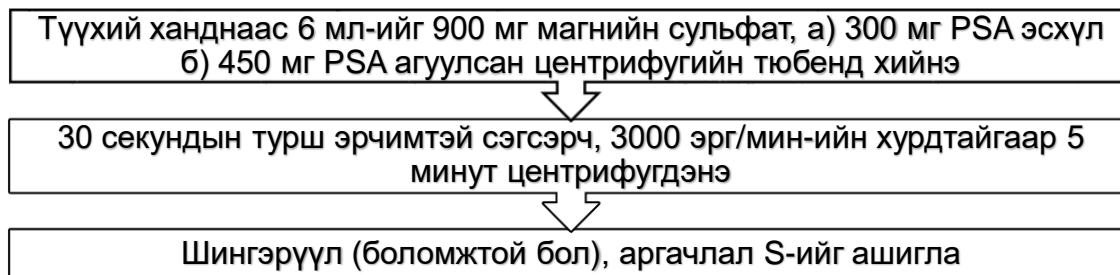 Түүхий ханднаас 6 мл-ийг 900 мг магнийн сульфат, а) 300 мг PSA эсхүл
б) 450 мг PSA агуулсан центрифугийн тюбенд хийнэ
30 секундын турш эрчимтэй сэгсэрч, 3000 эрг/мин-ийн хурдтайгаар 5
минут центрифугдэнэ
Шингэрүүл (боломжтой бол), аргачлал S-ийг ашигла